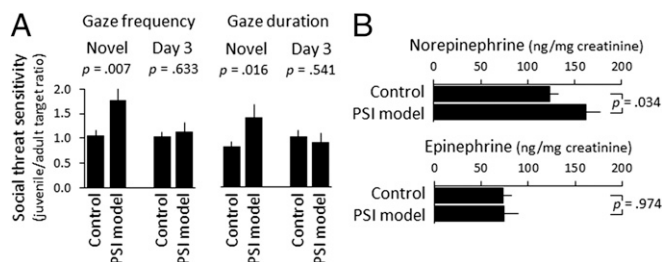 A
Gaze frequency Gaze duration
Novel Day 3 Novel Day 3
p = .007 p = .633 p = .016 p = .541
Social threat sensitivity
(juvenile/adult target ratio)
2.0
1.5
1.0
0.5
0.0
Control PSI model Control PSI model Control PSI model Control PSI model
B
Norepinephrine (ng/mg creatinine)
0 50 100 150 200
Control
PSI model
p = .034
Epinephrine (ng/mg creatinine)
0 50 100 150 200
Control
PSI model
p = .974